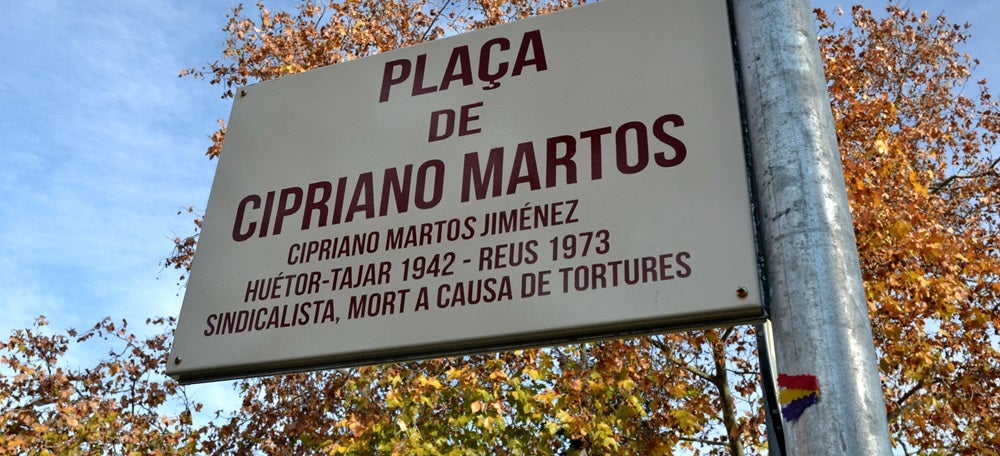 PLAÇA
DE
CIPRIANO MARTOS
CIPRIANO MARTOS JIMÉNEZ
HUÉTOR-TAJAR 1942 - REUS 1973
SINDICALISTA, MORT A CAUSA DE TORTURES